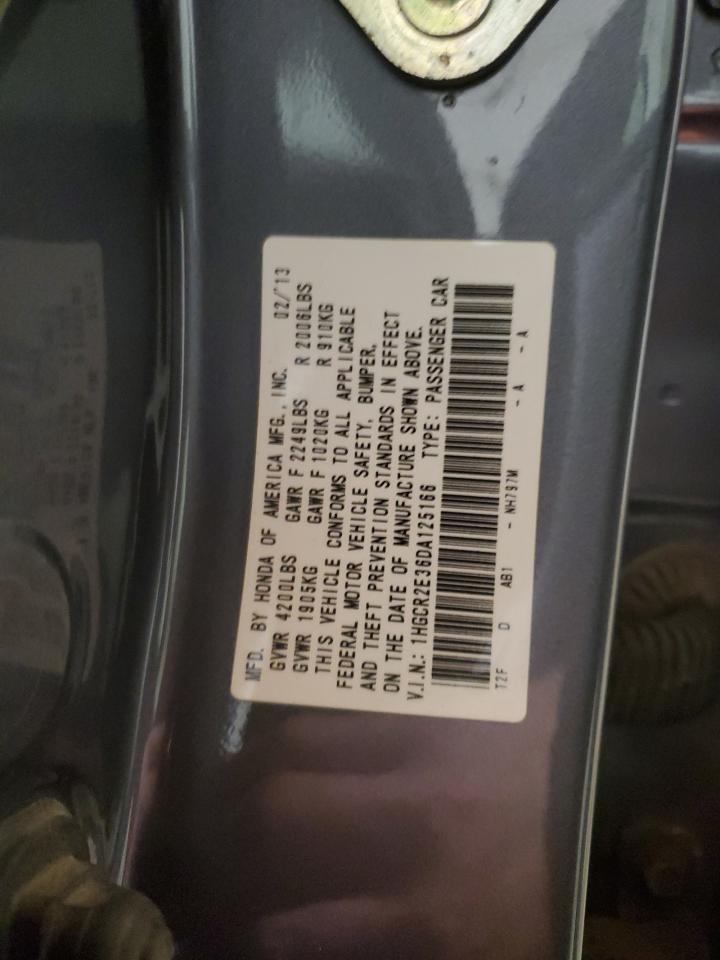 MFD. BY HONDA OF AMERICA MFG., INC. 02/'13
GVWR 4200LBS GAWR F 2249LBS R 2006LBS
GVWR 1905KG GAWR F 1020KG R 910KG
THIS VEHICLE CONFORMS TO ALL APPLICABLE
FEDERAL MOTOR VEHICLE SAFETY, BUMPER,
AND THEFT PREVENTION STANDARDS IN EFFECT
ON THE DATE OF MANUFACTURE SHOWN ABOVE.
V.I.N.: 1HGCR2E36DA125166 TYPE: PASSENGER CAR
T2F D AB1 - NH797M - A - A